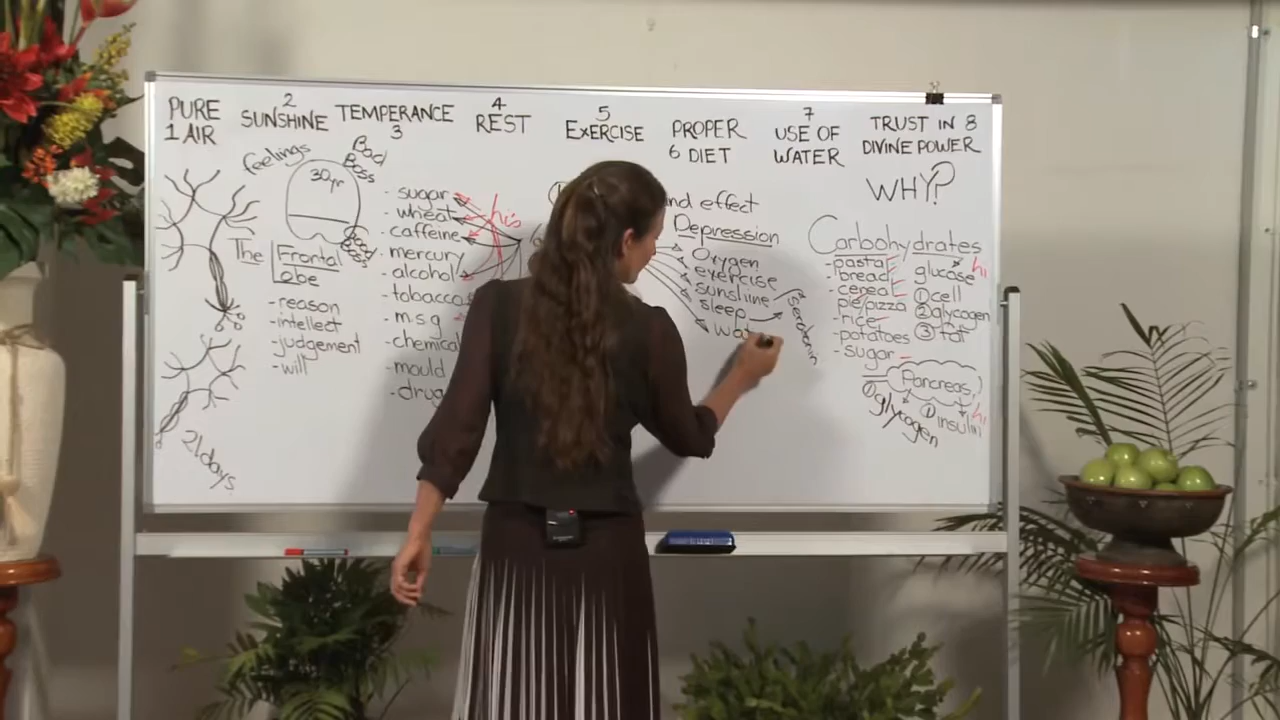 PURE
1 AIR
2
SUNSHINE
TEMPERANCE
3
4
REST
5
EXERCISE
PROPER
6 DIET
7
USE OF
WATER
TRUST IN 8
DIVINE POWER
WHY?
feelings
Bad
Boss
30yr
The Frontal
lobe
- reason
- intellect
- judgement
- will
21days
- sugar
- wheat
- caffeine
- mercury
- alcohol
- tobacco
- m.s.g
- chemical
- mould
- drug
his
and effect
Depression
Oxygen
exercise
sunshine
sleep
serotonin
wat
Carbohydrates
- pasta
- bread
- cereal
- pie/pizza
- rice
- potatoes
- sugar
glucose hi
① cell
② glycogen
③ fat
Pancreas
① insulin hi
glycogen